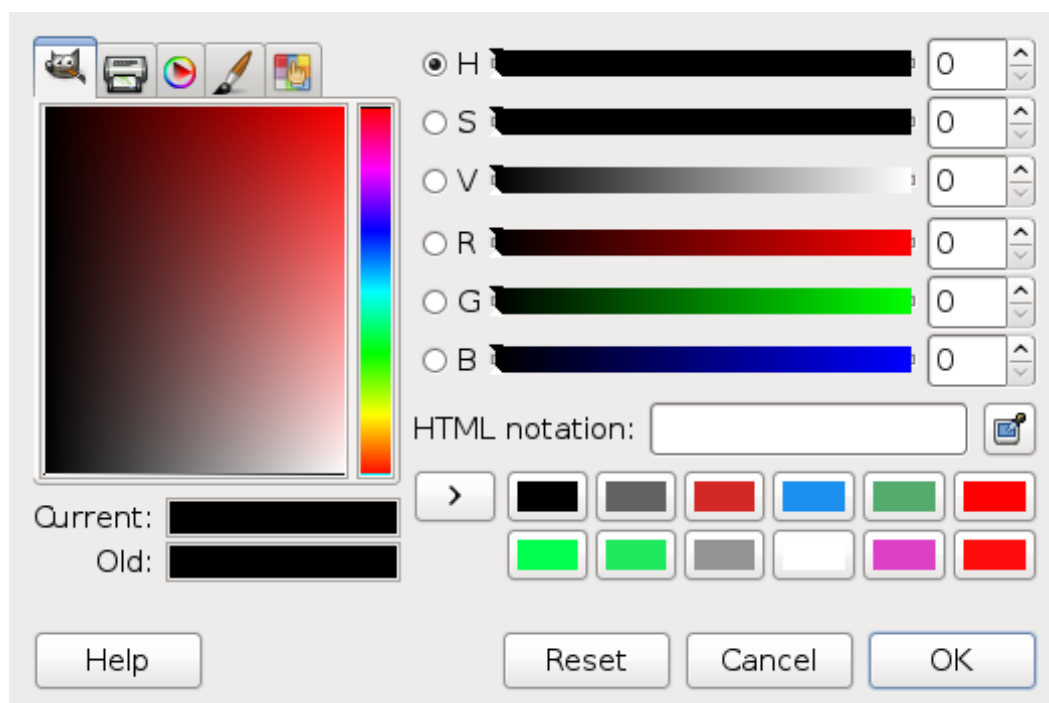 H 0
S 0
V 0
R 0
G 0
B 0
HTML notation:
>
Current:
Old:
Help Reset Cancel OK